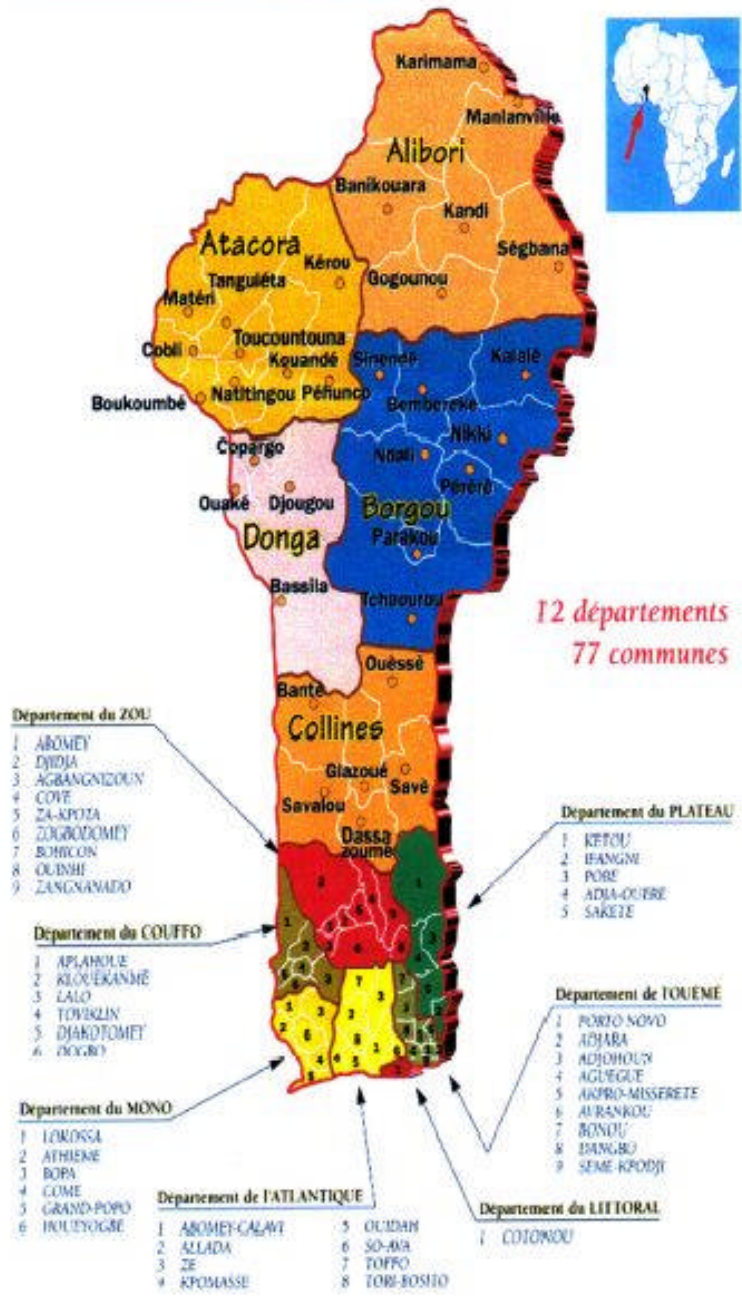 Karimama
Manlanville
Alibori
Banikouara
Kandi
Ségbana
Gogounou
Atacora
Kérou
Tanguiéta
Matéri
Toucountouna
Cobli
Kouandé
Natitingou
Péhunco
Boukoumbé
Sinendé
Kalalé
Bembéréké
Nikki
Ndali
Pérérè
Borgou
Parakou
Tchaourou
Copargo
Ouaké
Djougou
Donga
Bassila
12 départements
77 communes
Ouèssè
Bantè
Collines
Glazoué
Savè
Savalou
Dassa
zoumé
Département du ZOU
1 ABOMEY
2 DJIDJA
3 AGBANGNIZOUN
4 COVE
5 ZA-KPOTA
6 ZOGBODOMEY
7 BOHICON
8 OUINHI
9 ZANGNANADO
Département du COUFFO
1 APLAHOUE
2 KLOUÉKANMÈ
3 LALO
4 TOVIKLIN
5 DJAKOTOMEY
6 DOGBO
Département du MONO
1 LOKOSSA
2 ATHIEME
3 BOPA
4 COME
5 GRAND-POPO
6 HOUEYOGBE
Département de l'ATLANTIQUE
1 ABOMEY-CALAVI
2 ALLADA
3 ZE
4 KPOMASSE
5 OUIDAH
6 SO-AVA
7 TOFFO
8 TORI-BOSITO
Département du LITTORAL
1 COTONOU
Département de l'OUÉMÉ
1 PORTO NOVO
2 ADJARA
3 ADJOHOUN
4 AGUEGUE
5 AKPRO-MISSERETE
6 AVRANKOU
7 BONOU
8 DANGBO
9 SEME-KPODJI
Département du PLATEAU
1 KETOU
2 IFANGNI
3 POBE
4 ADJA-OUERE
5 SAKETE